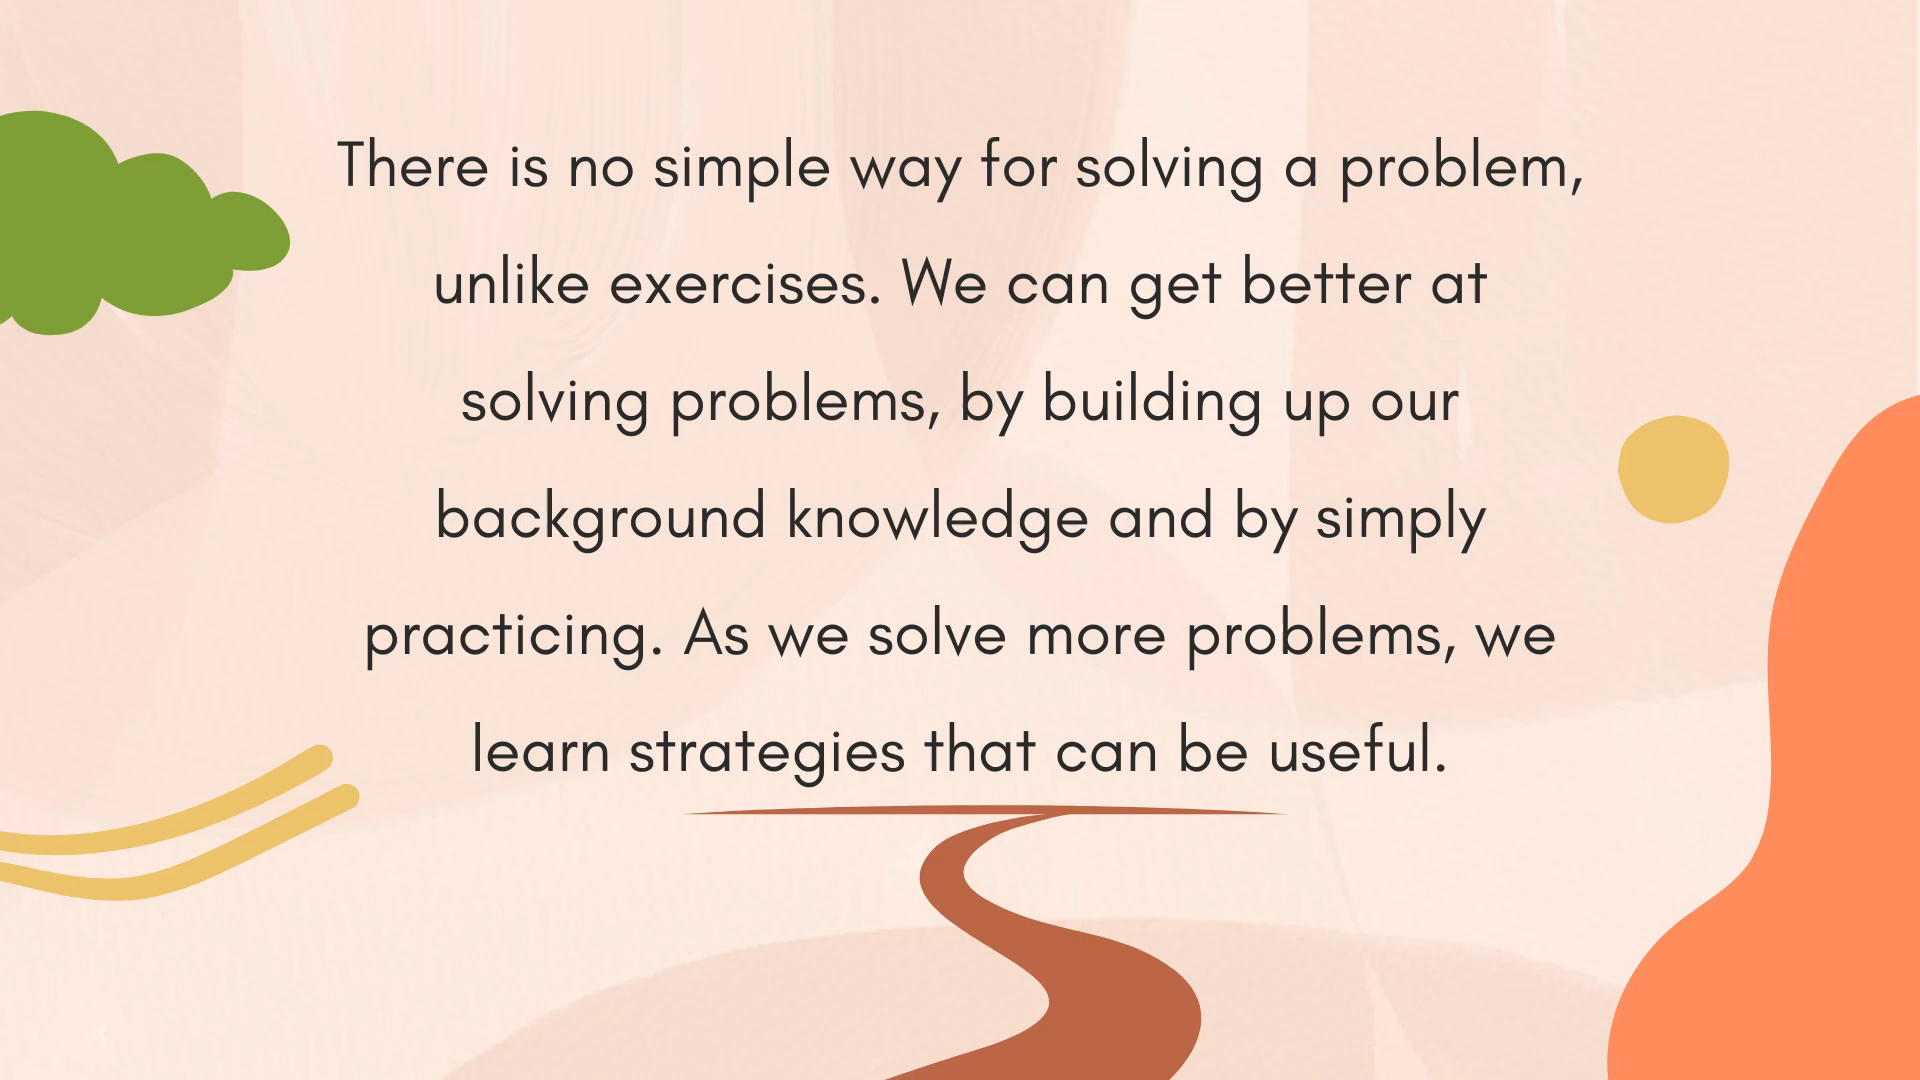 There is no simple way for solving a problem,
unlike exercises. We can get better at
solving problems, by building up our
background knowledge and by simply
practicing. As we solve more problems, we
learn strategies that can be useful.